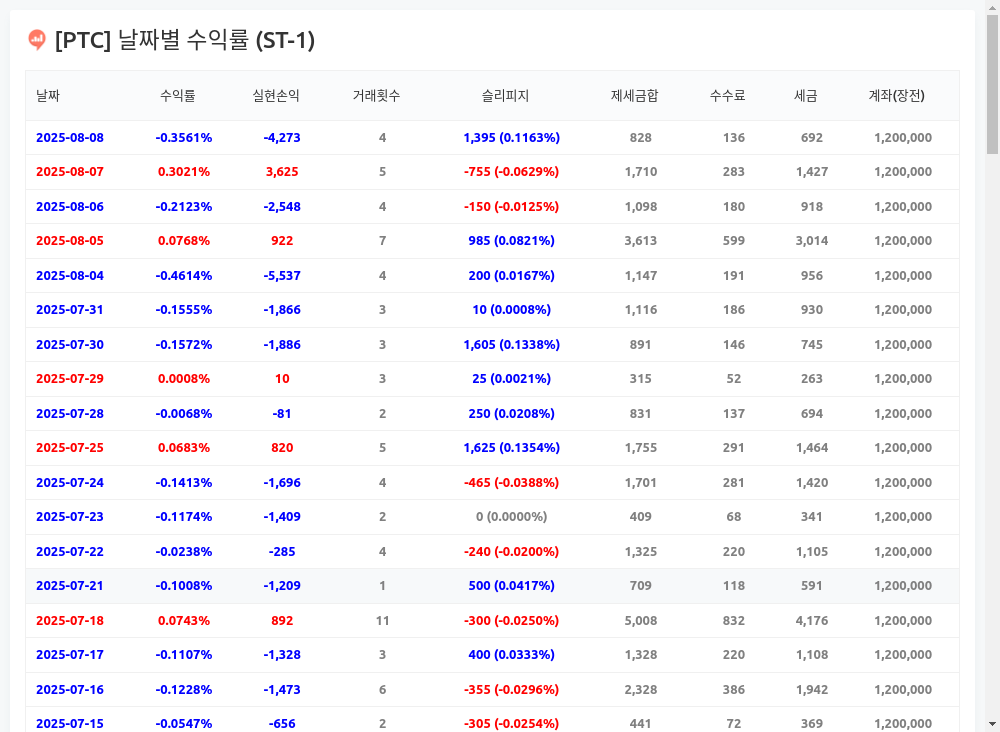 [PTC] 날짜별 수익률 (ST-1)
날짜 수익률 실현손익 거래횟수 슬리피지 제세금합 수수료 세금 계좌(장전)
2025-08-08 -0.3561% -4,273 4 1,395 (0.1163%) 828 136 692 1,200,000
2025-08-07 0.3021% 3,625 5 -755 (-0.0629%) 1,710 283 1,427 1,200,000
2025-08-06 -0.2123% -2,548 4 -150 (-0.0125%) 1,098 180 918 1,200,000
2025-08-05 0.0768% 922 7 985 (0.0821%) 3,613 599 3,014 1,200,000
2025-08-04 -0.4614% -5,537 4 200 (0.0167%) 1,147 191 956 1,200,000
2025-07-31 -0.1555% -1,866 3 10 (0.0008%) 1,116 186 930 1,200,000
2025-07-30 -0.1572% -1,886 3 1,605 (0.1338%) 891 146 745 1,200,000
2025-07-29 0.0008% 10 3 25 (0.0021%) 315 52 263 1,200,000
2025-07-28 -0.0068% -81 2 250 (0.0208%) 831 137 694 1,200,000
2025-07-25 0.0683% 820 5 1,625 (0.1354%) 1,755 291 1,464 1,200,000
2025-07-24 -0.1413% -1,696 4 -465 (-0.0388%) 1,701 281 1,420 1,200,000
2025-07-23 -0.1174% -1,409 2 0 (0.0000%) 409 68 341 1,200,000
2025-07-22 -0.0238% -285 4 -240 (-0.0200%) 1,325 220 1,105 1,200,000
2025-07-21 -0.1008% -1,209 1 500 (0.0417%) 709 118 591 1,200,000
2025-07-18 0.0743% 892 11 -300 (-0.0250%) 5,008 832 4,176 1,200,000
2025-07-17 -0.1107% -1,328 3 400 (0.0333%) 1,328 220 1,108 1,200,000
2025-07-16 -0.1228% -1,473 6 -355 (-0.0296%) 2,328 386 1,942 1,200,000
2025-07-15 -0.0547% -656 2 -305 (-0.0254%) 441 72 369 1,200,000